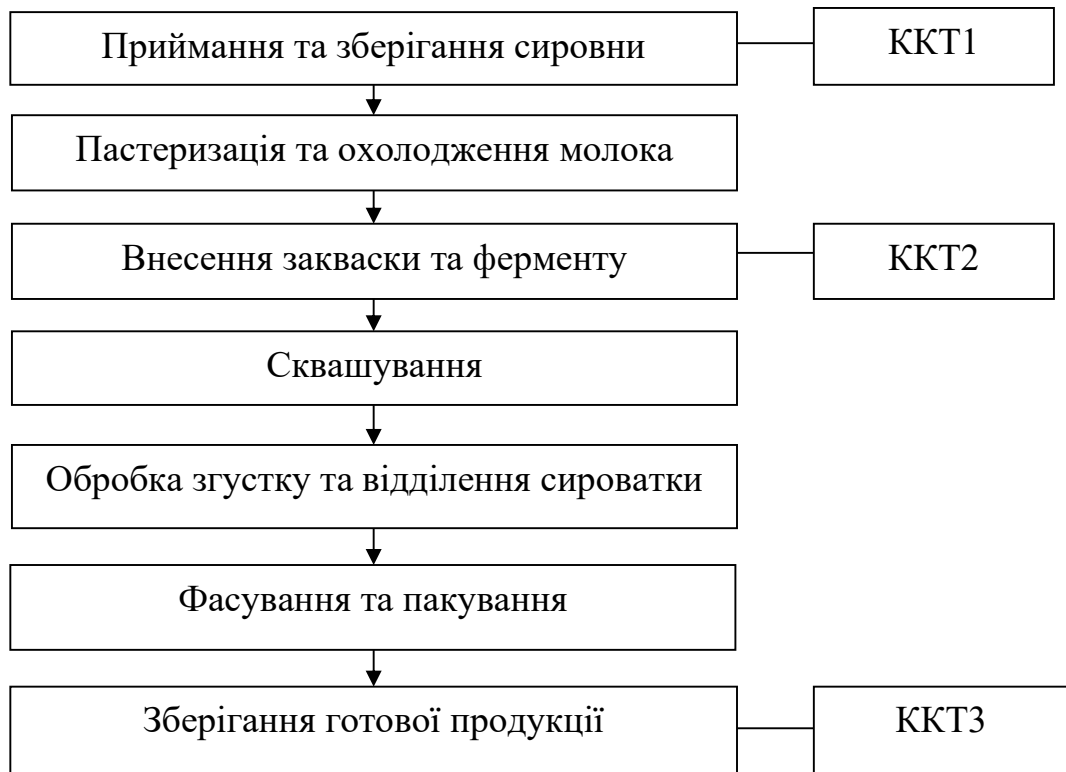 Приймання та зберігання сировни
ККТ1
Пастеризація та охолодження молока
Внесення закваски та ферменту
ККТ2
Сквашування
Обробка згустку та відділення сироватки
Фасування та пакування
Зберігання готової продукції
ККТ3